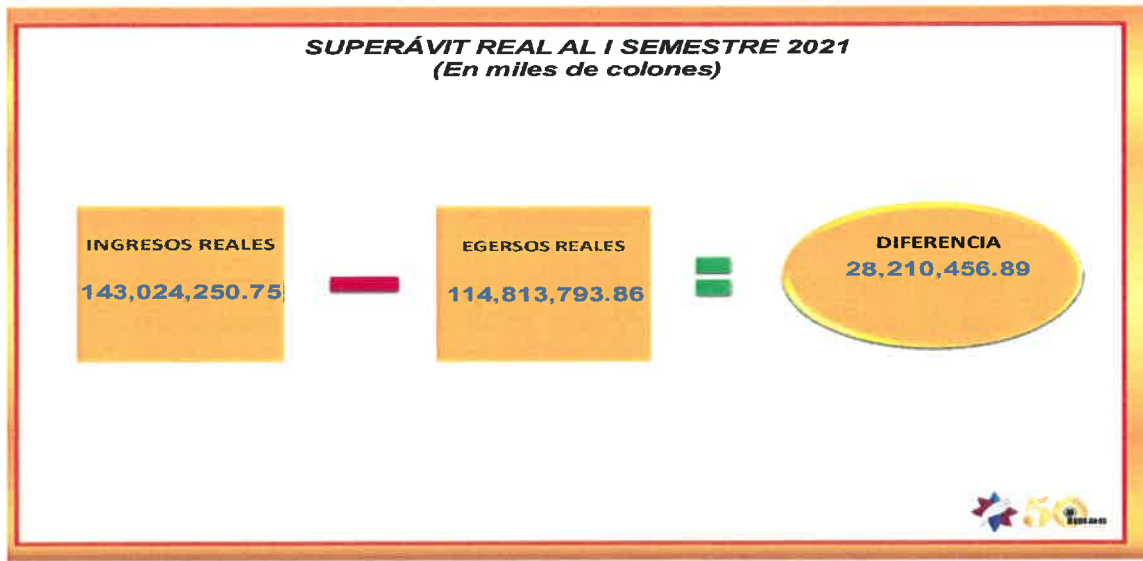 SUPERÁVIT REAL AL I SEMESTRE 2021
(En miles de colones)
INGRESOS REALES
143,024,250.75
EGERSOS REALES
114,813,793.86
DIFERENCIA
28,210,456.89
50